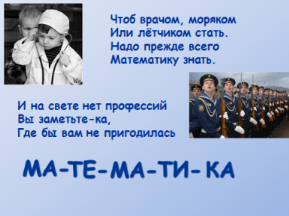 Чтоб врачом, моряком
Или лётчиком стать.
Надо прежде всего
Математику знать.
И на свете нет профессий
Вы заметьте-ка,
Где бы вам не пригодилась
МА-ТЕ-МА-ТИ-КА